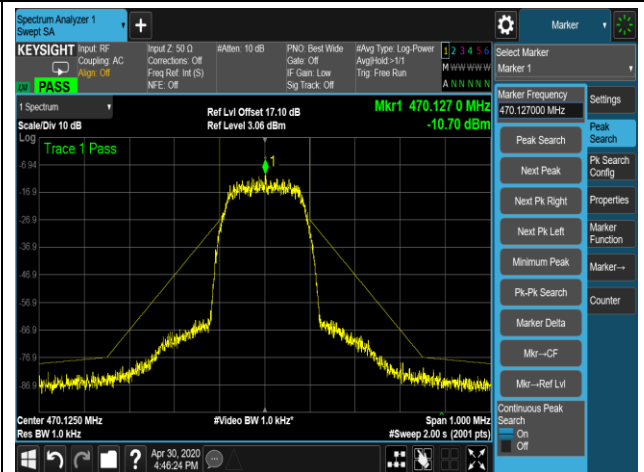 Spectrum Analyzer 1
Swept SA
+
Marker
KEYSIGHT
Input: RF
Coupling: AC
Align: Off
Input Z: 50 Ω
Corrections: Off
Freq Ref: Int (S)
NFE: Off
#Atten: 10 dB
PNO: Best Wide
Gate: Off
IF Gain: Low
Sig Track: Off
#Avg Type: Log-Power
Avg|Hold:>1/1
Trig: Free Run
1 2 3 4 5 6
M W W W W W
A N N N N N
PASS
Select Marker
Marker 1
1 Spectrum
Scale/Div 10 dB
Log
Ref Lvl Offset 17.10 dB
Ref Level 3.06 dBm
Mkr1 470.127 0 MHz
-10.70 dBm
Trace 1 Pass
1
-6.94
-16.9
-26.9
-36.9
-46.9
-56.9
-66.9
-76.9
-86.9
Center 470.1250 MHz
Res BW 1.0 kHz
#Video BW 1.0 kHz*
Span 1.000 MHz
#Sweep 2.00 s (2001 pts)
Marker Frequency
470.127000 MHz
Peak Search
Next Peak
Next Pk Right
Next Pk Left
Minimum Peak
Pk-Pk Search
Marker Delta
Mkr→CF
Mkr→Ref Lvl
Continuous Peak
Search
On
Off
Settings
Peak
Search
Pk Search
Config
Properties
Marker
Function
Marker→
Counter
?
Apr 30, 2020
4:46:24 PM